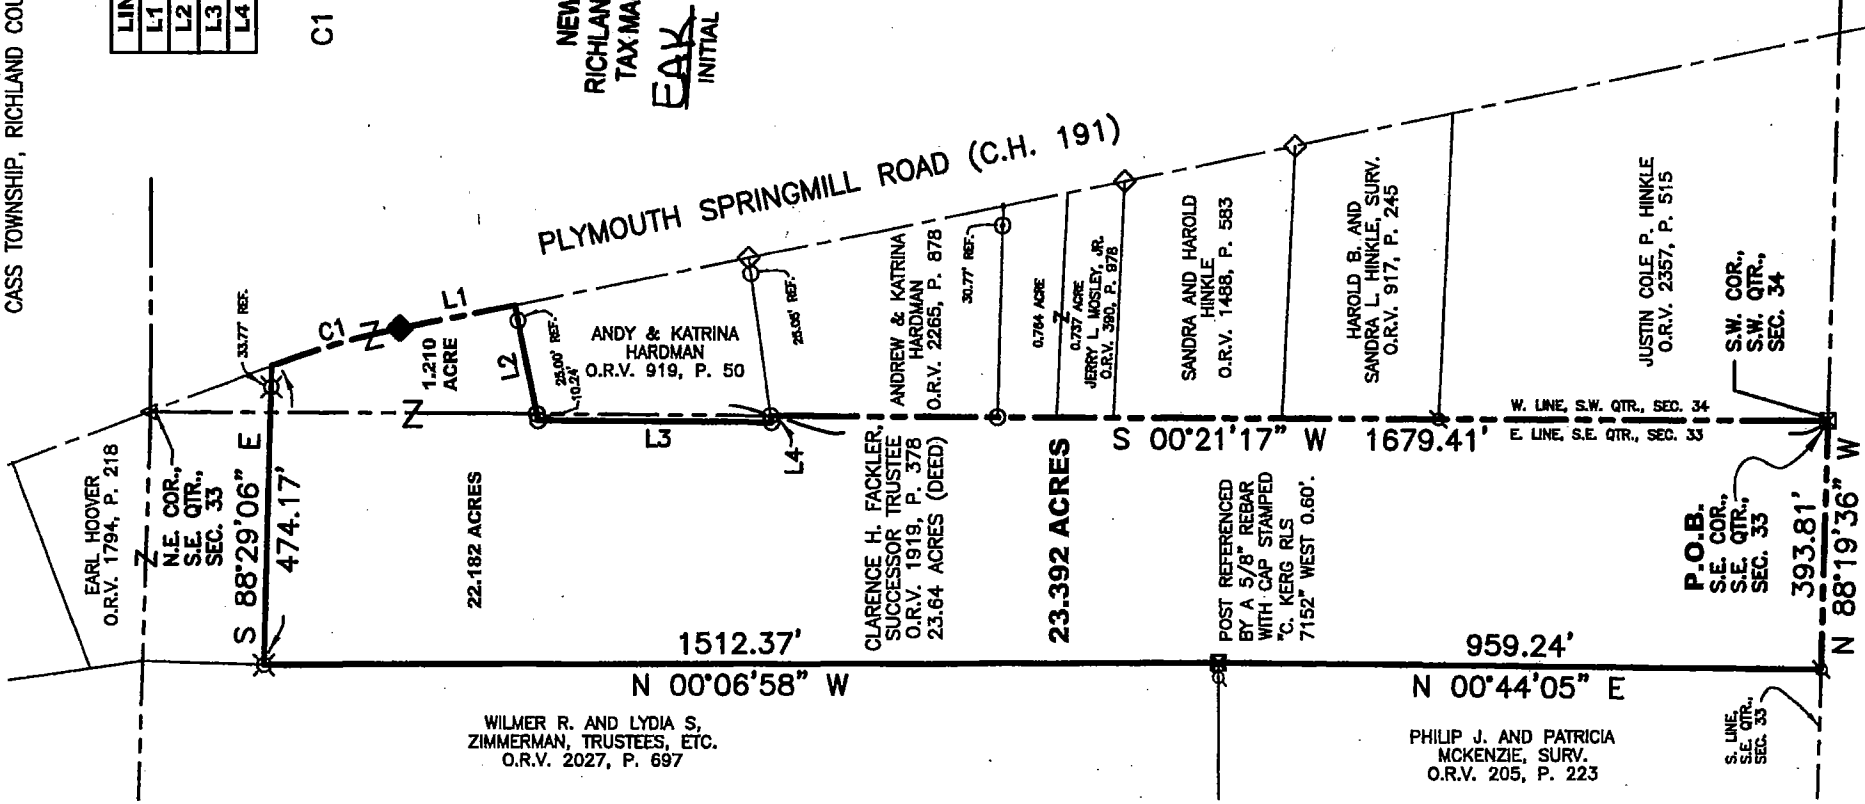 CASS TOWNSHIP, RICHLAND COU
LIN
L1
L2
L3
L4
C1
NEW
RICHLAN
TAX MA
EAK
INITIAL
PLYMOUTH SPRINGMILL ROAD (C.H. 191)
33.77' REF.
C1
Z
L1
1.210
ACRE
L2
25.00' REF.
10.24'
ANDY & KATRINA
HARDMAN
O.R.V. 919, P. 50
25.05' REF.
ANDREW & KATRINA
HARDMAN
O.R.V. 2265, P. 878
30.77' REF.
0.764 ACRE
Z
0.737 ACRE
JERRY L. MOSLEY, JR.
O.R.V. 390, P. 978
SANDRA AND HAROLD
HINKLE
O.R.V. 1488, P. 583
HAROLD B. AND
SANDRA L. HINKLE, SURV.
O.R.V. 917, P. 245
JUSTIN COLE P. HINKLE
O.R.V. 2357, P. 515
S.W. COR.,
S.W. QTR.,
SEC. 34
EARL HOOVER
O.R.V. 1794, P. 218
Z
N.E. COR.,
S.E. QTR.,
SEC. 33
S 88°29'06" E
474.17'
Z
L3
L4
W. LINE, S.W. QTR., SEC. 34
E. LINE, S.E. QTR., SEC. 33
S 00°21'17" W 1679.41'
22.182 ACRES
CLARENCE H. FACKLER,
SUCCESSOR TRUSTEE
O.R.V. 1919, P. 378
23.64 ACRES (DEED)
23.392 ACRES
POST REFERENCED
BY A 5/8" REBAR
WITH CAP STAMPED
"C. KERG RLS
7152" WEST 0.60'.
P.O.B.
S.E. COR.,
S.E. QTR.,
SEC. 33
393.81'
N 88°19'36" W
1512.37'
N 00°06'58" W
959.24'
N 00°44'05" E
WILMER R. AND LYDIA S,
ZIMMERMAN, TRUSTEES, ETC.
O.R.V. 2027, P. 697
PHILIP J. AND PATRICIA
MCKENZIE, SURV.
O.R.V. 205, P. 223
S. LINE,
S.E. QTR.,
SEC. 33